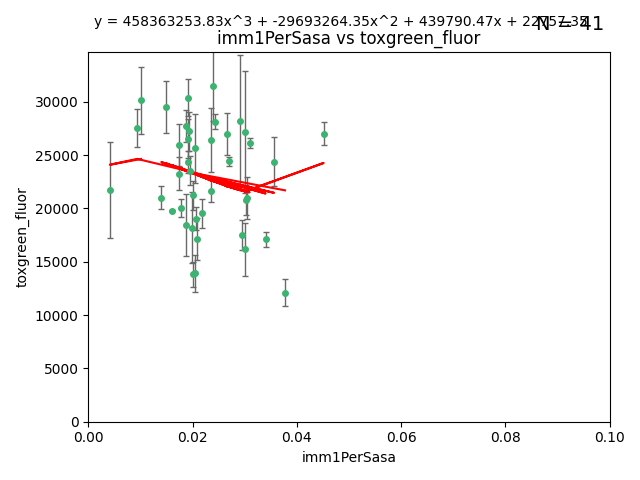 y = 458363253.83x^3 + -29693264.35x^2 + 439790.47x +
N = 41
imm1PerSasa vs toxgreen_fluor
30000
25000
20000
15000
10000
5000
0
toxgreen_fluor
0.00 0.02 0.04 0.06 0.08 0.10
imm1PerSasa